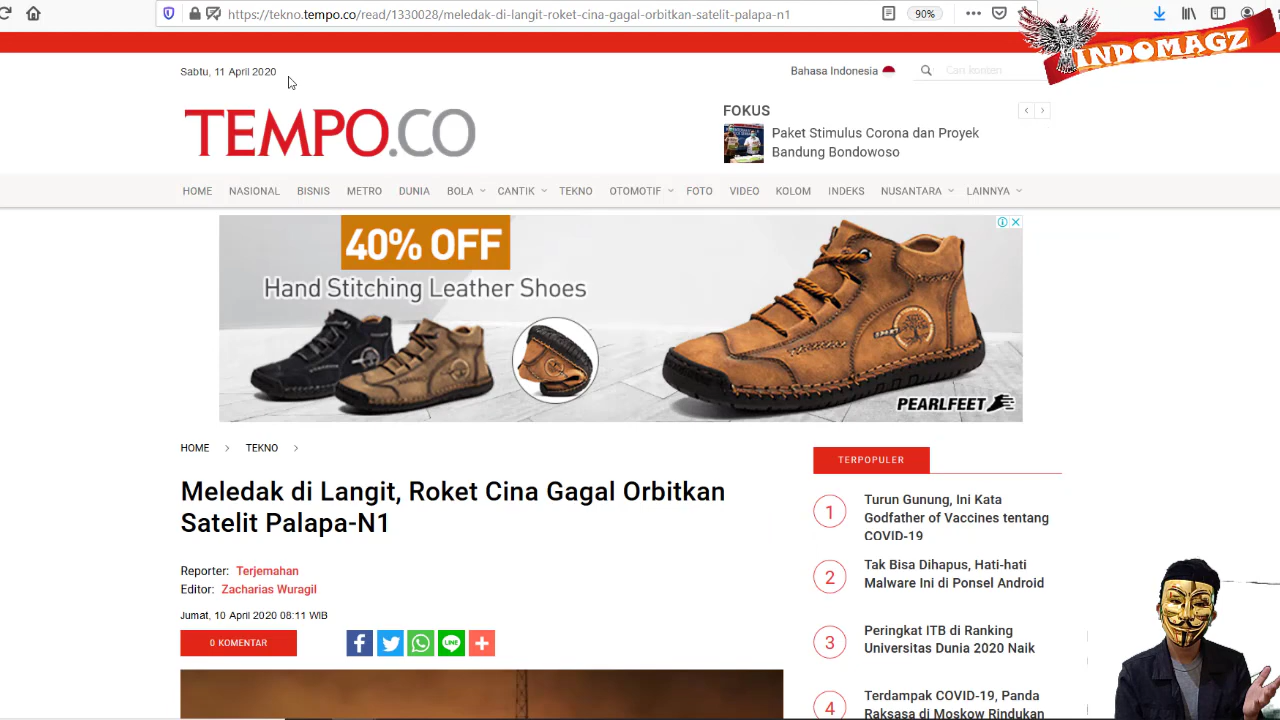 https://tekno.tempo.co/read/1330028/meledak-di-langit-roket-cina-gagal-orbitkan-satelit-palapa-n1
90%
INDOMAGZ
Sabtu, 11 April 2020
Bahasa Indonesia
Cari konten
TEMPO.CO
FOKUS
Paket Stimulus Corona dan Proyek
Bandung Bondowoso
HOME NASIONAL BISNIS METRO DUNIA BOLA CANTIK TEKNO OTOMOTIF FOTO VIDEO KOLOM INDEKS NUSANTARA LAINNYA
40% OFF
Hand Stitching Leather Shoes
PEARLFEET
HOME > TEKNO >
Meledak di Langit, Roket Cina Gagal Orbitkan
Satelit Palapa-N1
Reporter: Terjemahan
Editor: Zacharias Wuragil
Jumat, 10 April 2020 08:11 WIB
0 KOMENTAR
LINE
TERPOPULER
1
Turun Gunung, Ini Kata
Godfather of Vaccines tentang
COVID-19
2
Tak Bisa Dihapus, Hati-hati
Malware Ini di Ponsel Android
3
Peringkat ITB di Ranking
Universitas Dunia 2020 Naik
4
Terdampak COVID-19, Panda
Raksasa di Moskow Rindukan